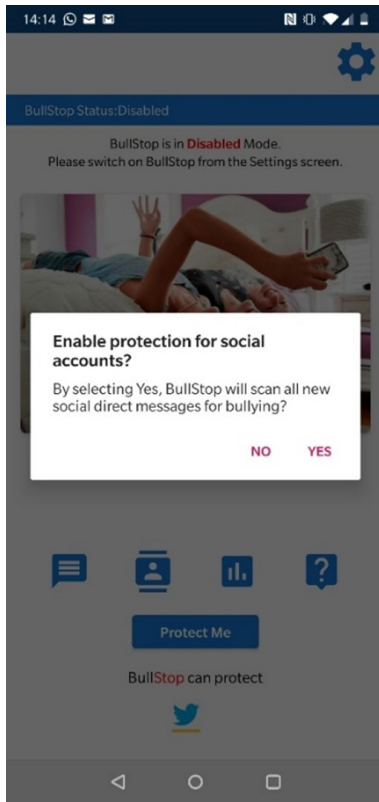 14:14
BullStop Status:Disabled
BullStop is in Disabled Mode.
Please switch on BullStop from the Settings screen.
Enable protection for social
accounts?
By selecting Yes, BullStop will scan all new
social direct messages for bullying?
NO YES
Protect Me
BullStop can protect